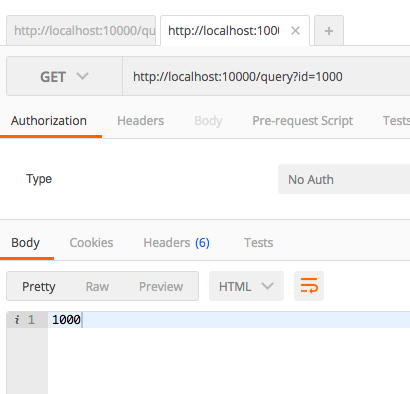 http://localhost:10000/qu http://localhost:100 × +
GET http://localhost:10000/query?id=1000
Authorization Headers Body Pre-request Script Tests
Type No Auth
Body Cookies Headers (6) Tests
Pretty Raw Preview HTML
i 1 1000